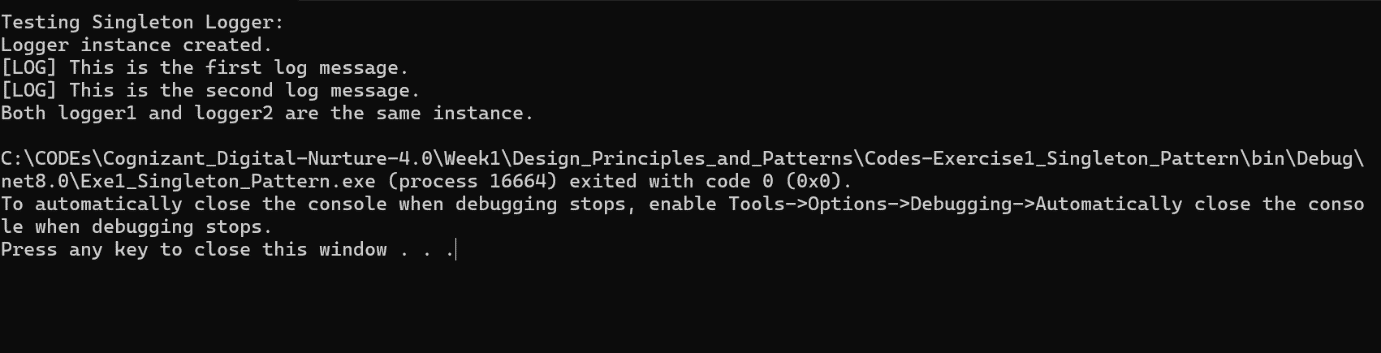 Testing Singleton Logger:
Logger instance created.
[LOG] This is the first log message.
[LOG] This is the second log message.
Both logger1 and logger2 are the same instance.
C:\CODEs\Cognizant_Digital-Nurture-4.0\Week1\Design_Principles_and_Patterns\Codes-Exercise1_Singleton_Pattern\bin\Debug\
net8.0\Exe1_Singleton_Pattern.exe (process 16664) exited with code 0 (0x0).
To automatically close the console when debugging stops, enable Tools->Options->Debugging->Automatically close the conso
le when debugging stops.
Press any key to close this window . . .